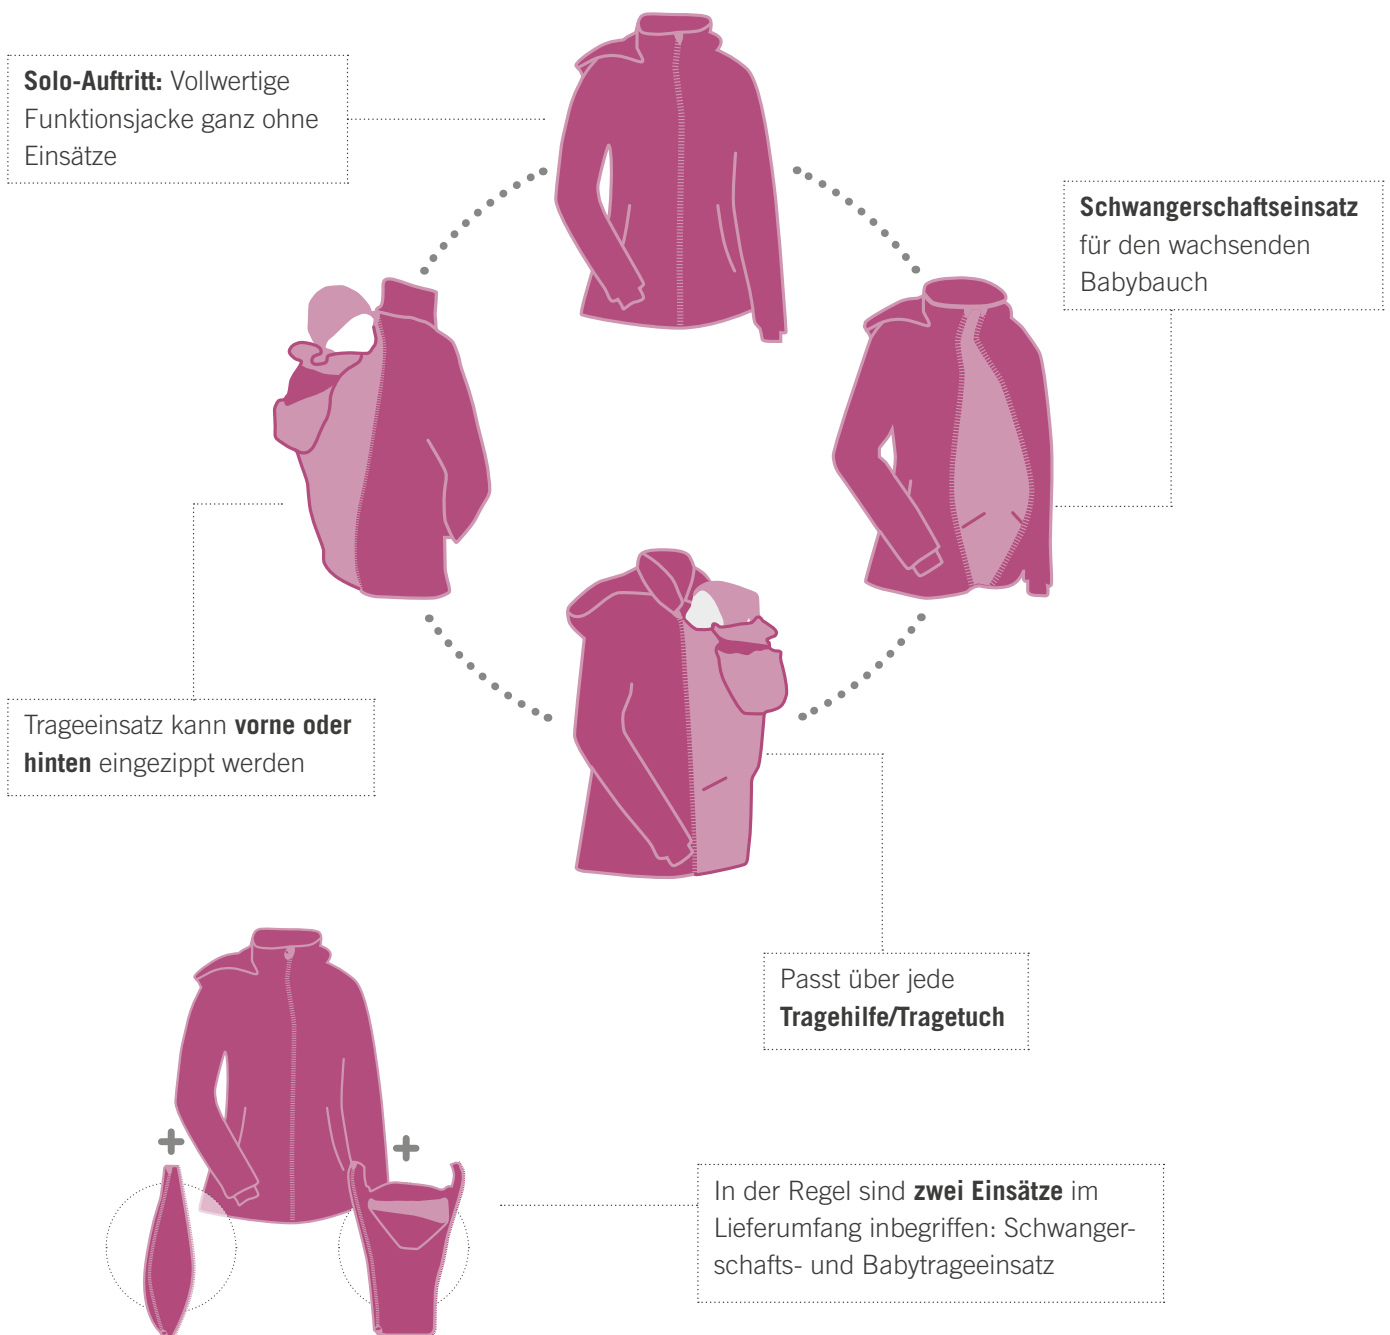 Solo-Auftritt: Vollwertige
Funktionsjacke ganz ohne
Einsätze
Schwangerschaftseinsatz
für den wachsenden
Babybauch
Trageeinsatz kann vorne oder
hinten eingezippt werden
Passt über jede
Tragehilfe/Tragetuch
In der Regel sind zwei Einsätze im
Lieferumfang inbegriffen: Schwanger-
schafts- und Babytrageeinsatz